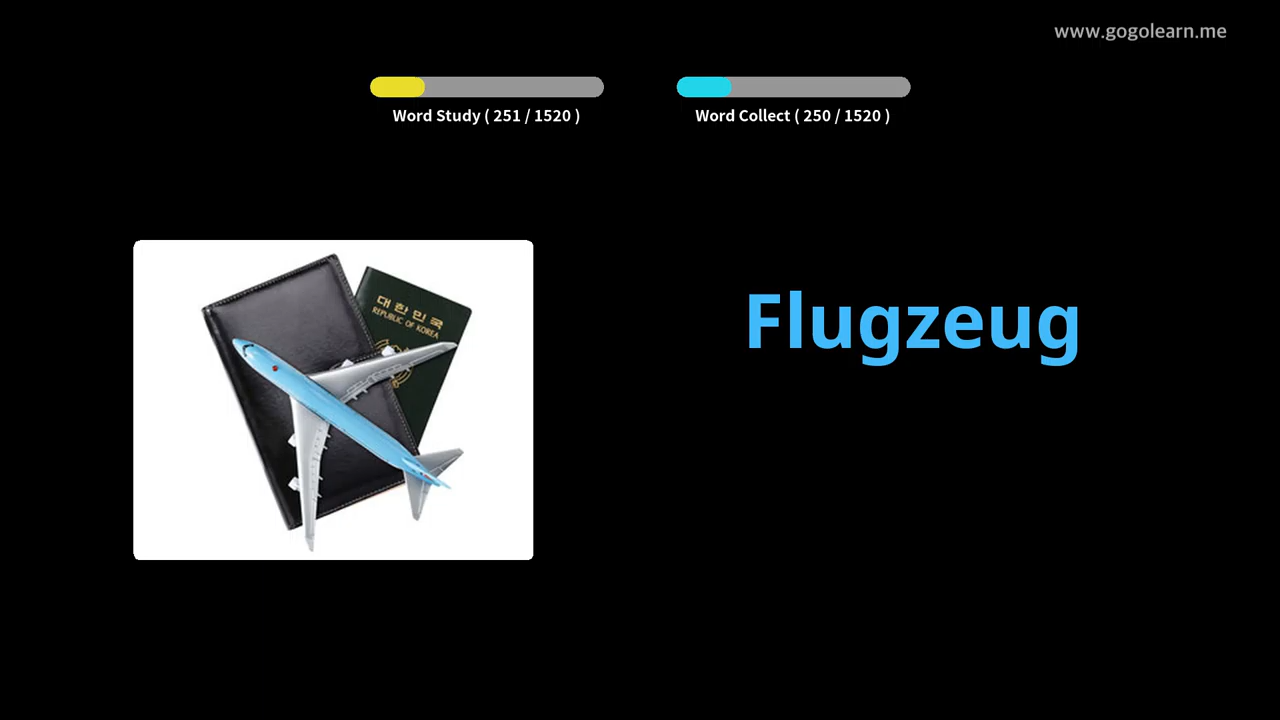 www.gogolearn.me
Word Study ( 251 / 1520 )
Word Collect ( 250 / 1520 )
대한민국
REPUBLIC OF KOREA
Flugzeug